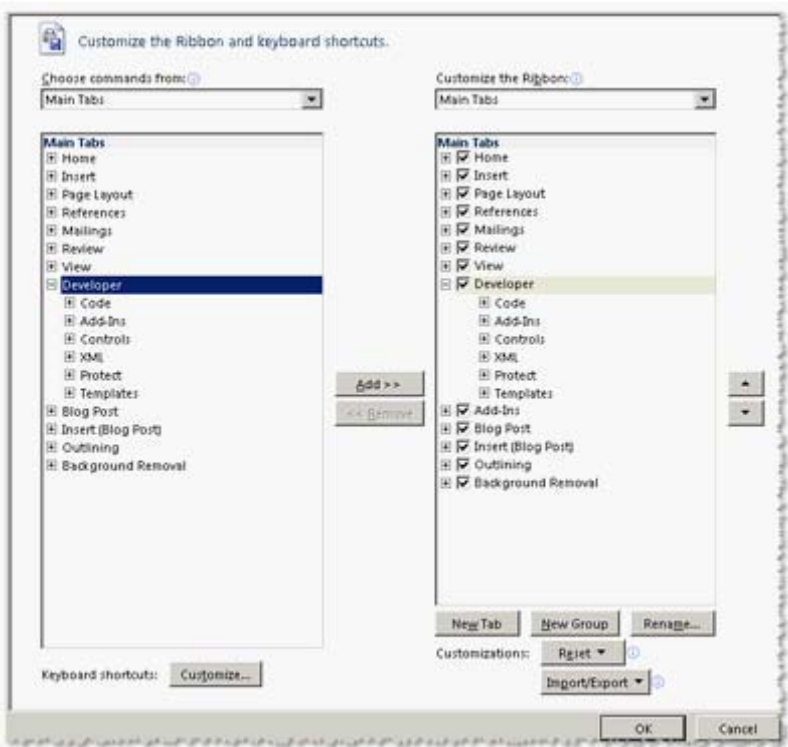 Customize the Ribbon and keyboard shortcuts.
Choose commands from:
Main Tabs
Main Tabs
Home
Insert
Page Layout
References
Mailings
Review
View
Developer
Code
Add-Ins
Controls
XML
Protect
Templates
Blog Post
Insert (Blog Post)
Outlining
Background Removal
Keyboard shortcuts:
Customize...
Add >>
<< Remove
Customize the Ribbon:
Main Tabs
Main Tabs
Home
Insert
Page Layout
References
Mailings
Review
View
Developer
Code
Add-Ins
Controls
XML
Protect
Templates
Add-Ins
Blog Post
Insert (Blog Post)
Outlining
Background Removal
New Tab
New Group
Rename...
Customizations:
Reset
Import/Export
OK
Cancel